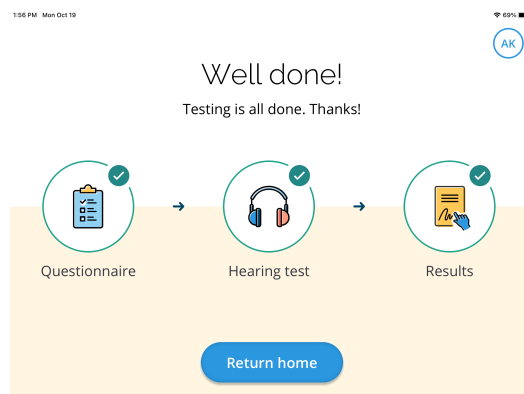 1:56 PM Mon Oct 19
69%
AK
Well done!
Testing is all done. Thanks!
Questionnaire
Hearing test
Results
Return home